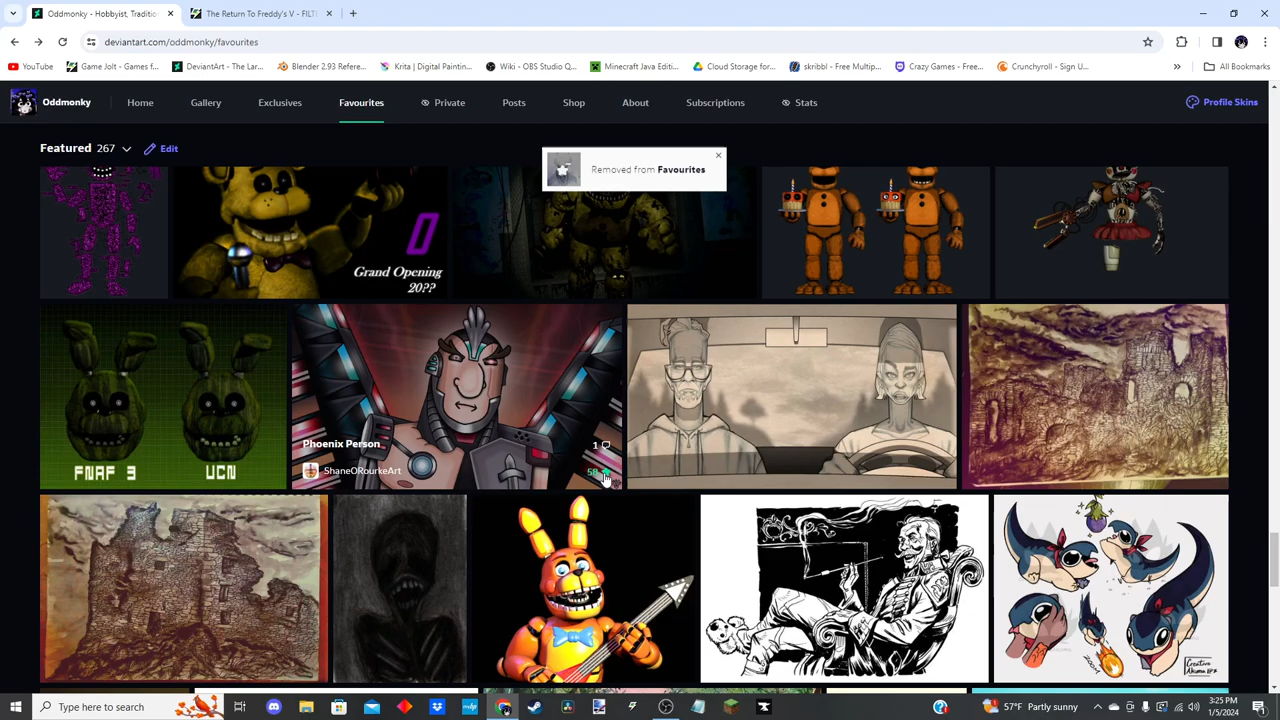 Oddmonky - Hobbyist, Traditio
The Return To Freddy's V - FILT
deviantart.com/oddmonky/favourites
YouTube
Game Jolt - Games f...
DeviantArt - The Lar...
Blender 2.93 Refere...
Krita | Digital Paintin...
Wiki - OBS Studio Q...
Minecraft Java Editi...
Cloud Storage for...
skribbl - Free Multip...
Crazy Games - Free...
Crunchyroll - Sign U...
All Bookmarks
Oddmonky
Home
Gallery
Exclusives
Favourites
Private
Posts
Shop
About
Subscriptions
Stats
Profile Skins
Featured 267
Edit
Removed from Favourites
0
Grand Opening
20??
FNAF 3
UCN
Phoenix Person
1
ShaneORourkeArt
58
Type here to search
57°F Partly sunny
3:25 PM
1/5/2024